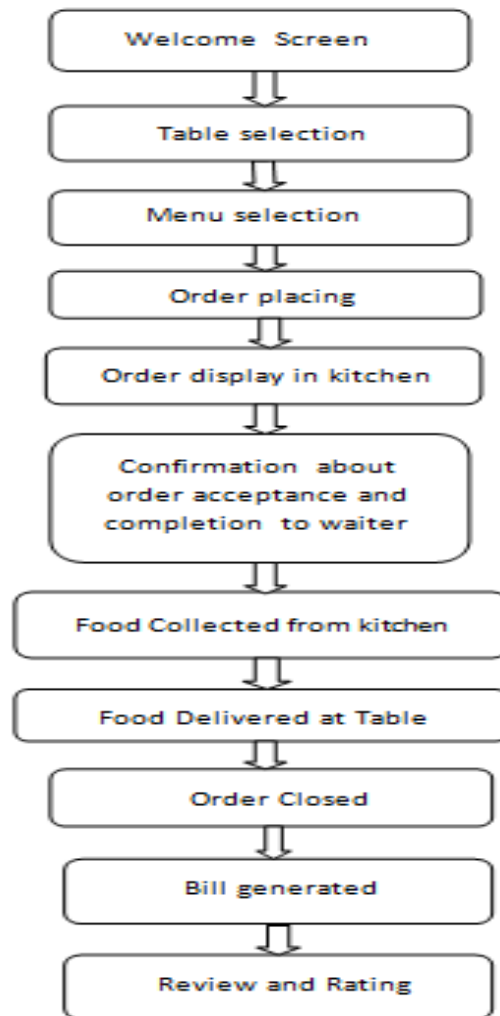 Welcome Screen
Table selection
Menu selection
Order placing
Order display in kitchen
Confirmation about
order acceptance and
completion to waiter
Food Collected from kitchen
Food Delivered at Table
Order Closed
Bill generated
Review and Rating